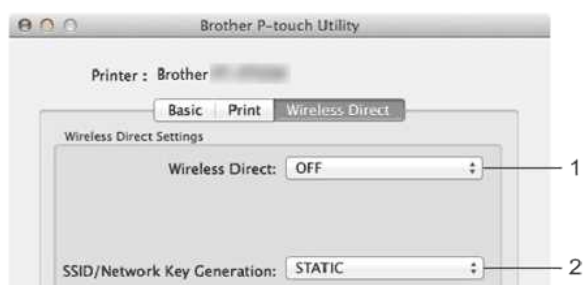 Brother P-touch Utility
Printer : Brother
Basic Print Wireless Direct
Wireless Direct Settings
Wireless Direct: OFF 1
SSID/Network Key Generation: STATIC 2